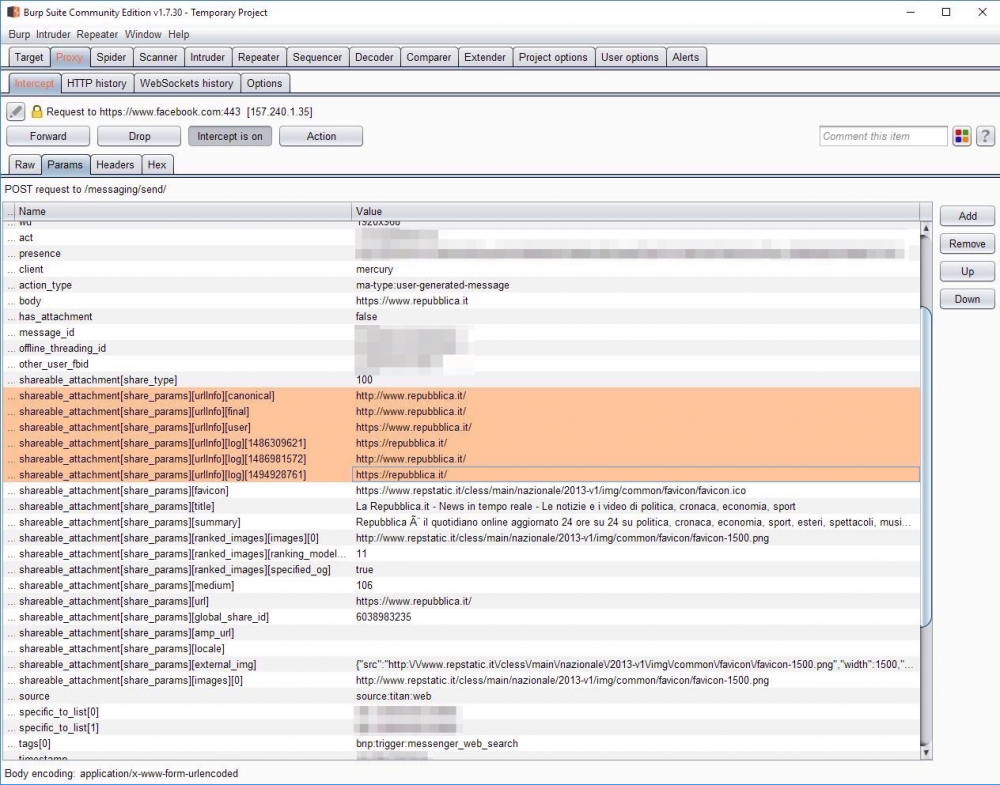 Burp Suite Community Edition v1.7.30 - Temporary Project
Burp Intruder Repeater Window Help
Target Proxy Spider Scanner Intruder Repeater Sequencer Decoder Comparer Extender Project options User options Alerts
Intercept HTTP history WebSockets history Options
Request to https://www.facebook.com:443 [157.240.1.35]
Forward Drop Intercept is on Action Comment this item ?
Raw Params Headers Hex
POST request to /messaging/send/
... Name Value
... wd 1920x966
... act
... presence
... client mercury
... action_type ma-type:user-generated-message
... body https://www.repubblica.it
... has_attachment false
... message_id
... offline_threading_id
... other_user_fbid
... shareable_attachment[share_type] 100
... shareable_attachment[share_params][urlInfo][canonical] http://www.repubblica.it/
... shareable_attachment[share_params][urlInfo][final] http://www.repubblica.it/
... shareable_attachment[share_params][urlInfo][user] https://www.repubblica.it/
... shareable_attachment[share_params][urlInfo][log][1486309621] https://repubblica.it/
... shareable_attachment[share_params][urlInfo][log][1486981572] http://www.repubblica.it/
... shareable_attachment[share_params][urlInfo][log][1494928761] https://repubblica.it/
... shareable_attachment[share_params][favicon] https://www.repstatic.it/cless/main/nazionale/2013-v1/img/common/favicon/favicon.ico
... shareable_attachment[share_params][title] La Repubblica.it - News in tempo reale - Le notizie e i video di politica, cronaca, economia, sport
... shareable_attachment[share_params][summary] Repubblica Ã¨ il quotidiano online aggiornato 24 ore su 24 su politica, cronaca, economia, sport, esteri, spettacoli, musi...
... shareable_attachment[share_params][ranked_images][images][0] http://www.repstatic.it/cless/main/nazionale/2013-v1/img/common/favicon/favicon-1500.png
... shareable_attachment[share_params][ranked_images][ranking_model... 11
... shareable_attachment[share_params][ranked_images][specified_og] true
... shareable_attachment[share_params][medium] 106
... shareable_attachment[share_params][url] https://www.repubblica.it/
... shareable_attachment[share_params][global_share_id] 6038983235
... shareable_attachment[share_params][amp_url]
... shareable_attachment[share_params][locale]
... shareable_attachment[share_params][external_img] {"src":"http:\/\/www.repstatic.it\/cless\/main\/nazionale\/2013-v1\/img\/common\/favicon\/favicon-1500.png","width":1500,"...
... shareable_attachment[share_params][images][0] http://www.repstatic.it/cless/main/nazionale/2013-v1/img/common/favicon/favicon-1500.png
... source source:titan:web
... specific_to_list[0]
... specific_to_list[1]
... tags[0] bnp:trigger:messenger_web_search
... timestamp
Add
Remove
Up
Down
Body encoding: application/x-www-form-urlencoded